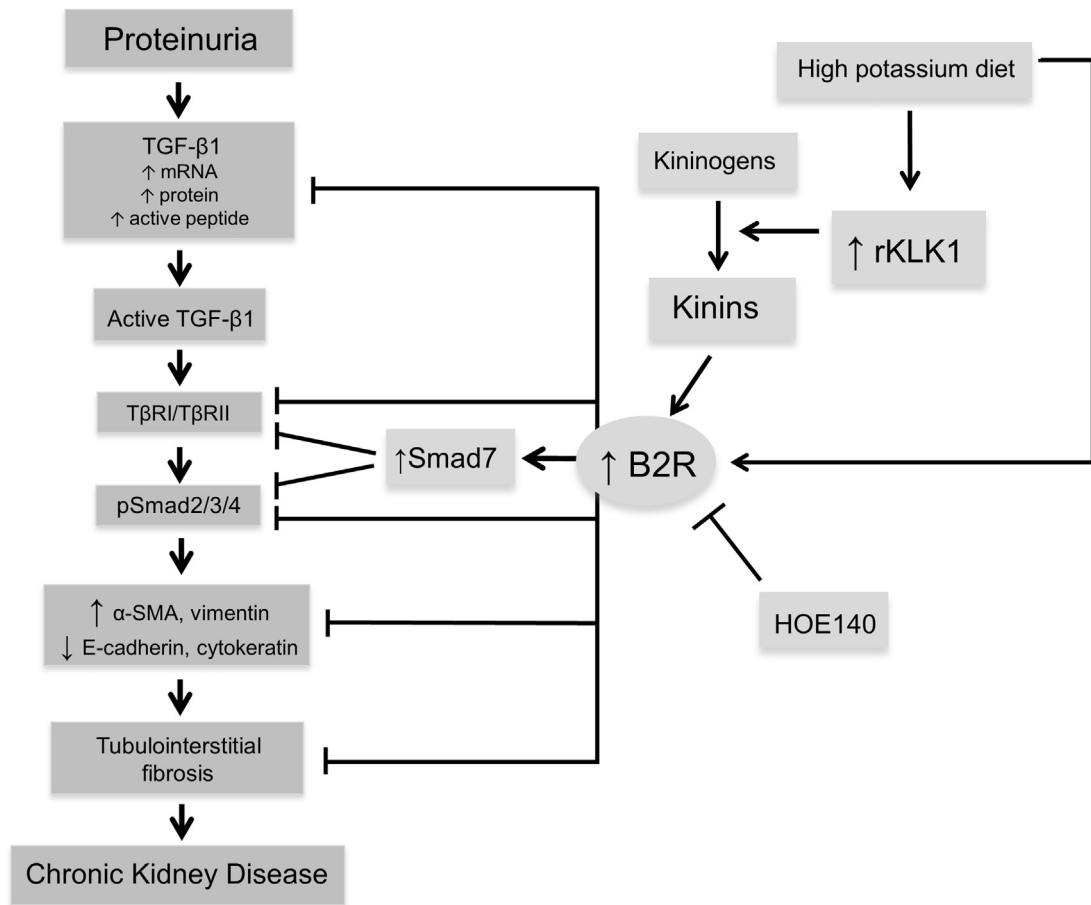 Proteinuria
TGF-β1
↑ mRNA
↑ protein
↑ active peptide
Active TGF-β1
TβRI/TβRII
pSmad2/3/4
↑ α-SMA, vimentin
↓ E-cadherin, cytokeratin
Tubulointerstitial
fibrosis
Chronic Kidney Disease
High potassium diet
Kininogens
↑ rKLK1
Kinins
↑Smad7
↑ B2R
HOE140